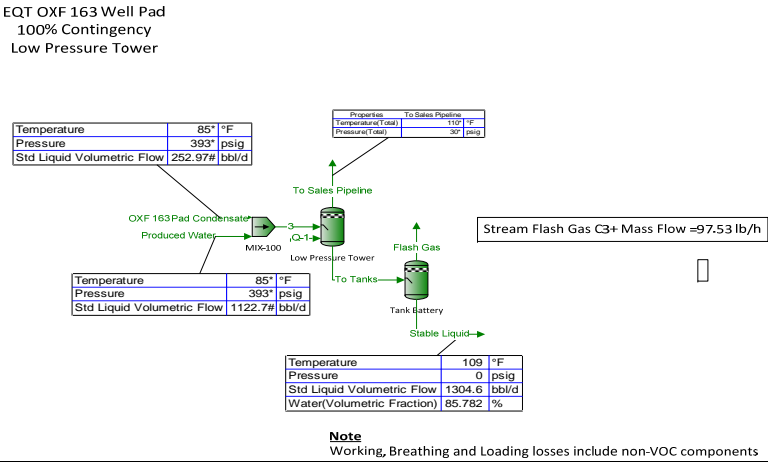 EQT OXF 163 Well Pad
100% Contingency
Low Pressure Tower
Properties To Sales Pipeline
Temperature(Total) 110* °F
Pressure(Total) 30* psig
Temperature 85* °F
Pressure 393* psig
Std Liquid Volumetric Flow 252.97# bbl/d
To Sales Pipeline
OXF 163 Pad Condensate
Produced Water
3
Q-1
MIX-100
Low Pressure Tower
Flash Gas
Stream Flash Gas C3+ Mass Flow =97.53 lb/h
To Tanks
Temperature 85* °F
Pressure 393* psig
Std Liquid Volumetric Flow 1122.7# bbl/d
Tank Battery
Stable Liquid
Temperature 109 °F
Pressure 0 psig
Std Liquid Volumetric Flow 1304.6 bbl/d
Water(Volumetric Fraction) 85.782 %
Note
Working, Breathing and Loading losses include non-VOC components